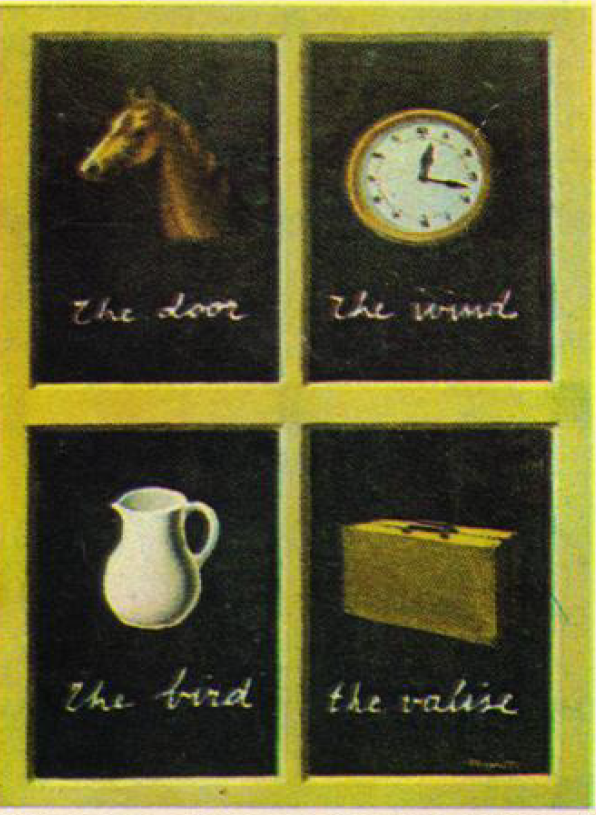 The door
The wind
The bird
the valise